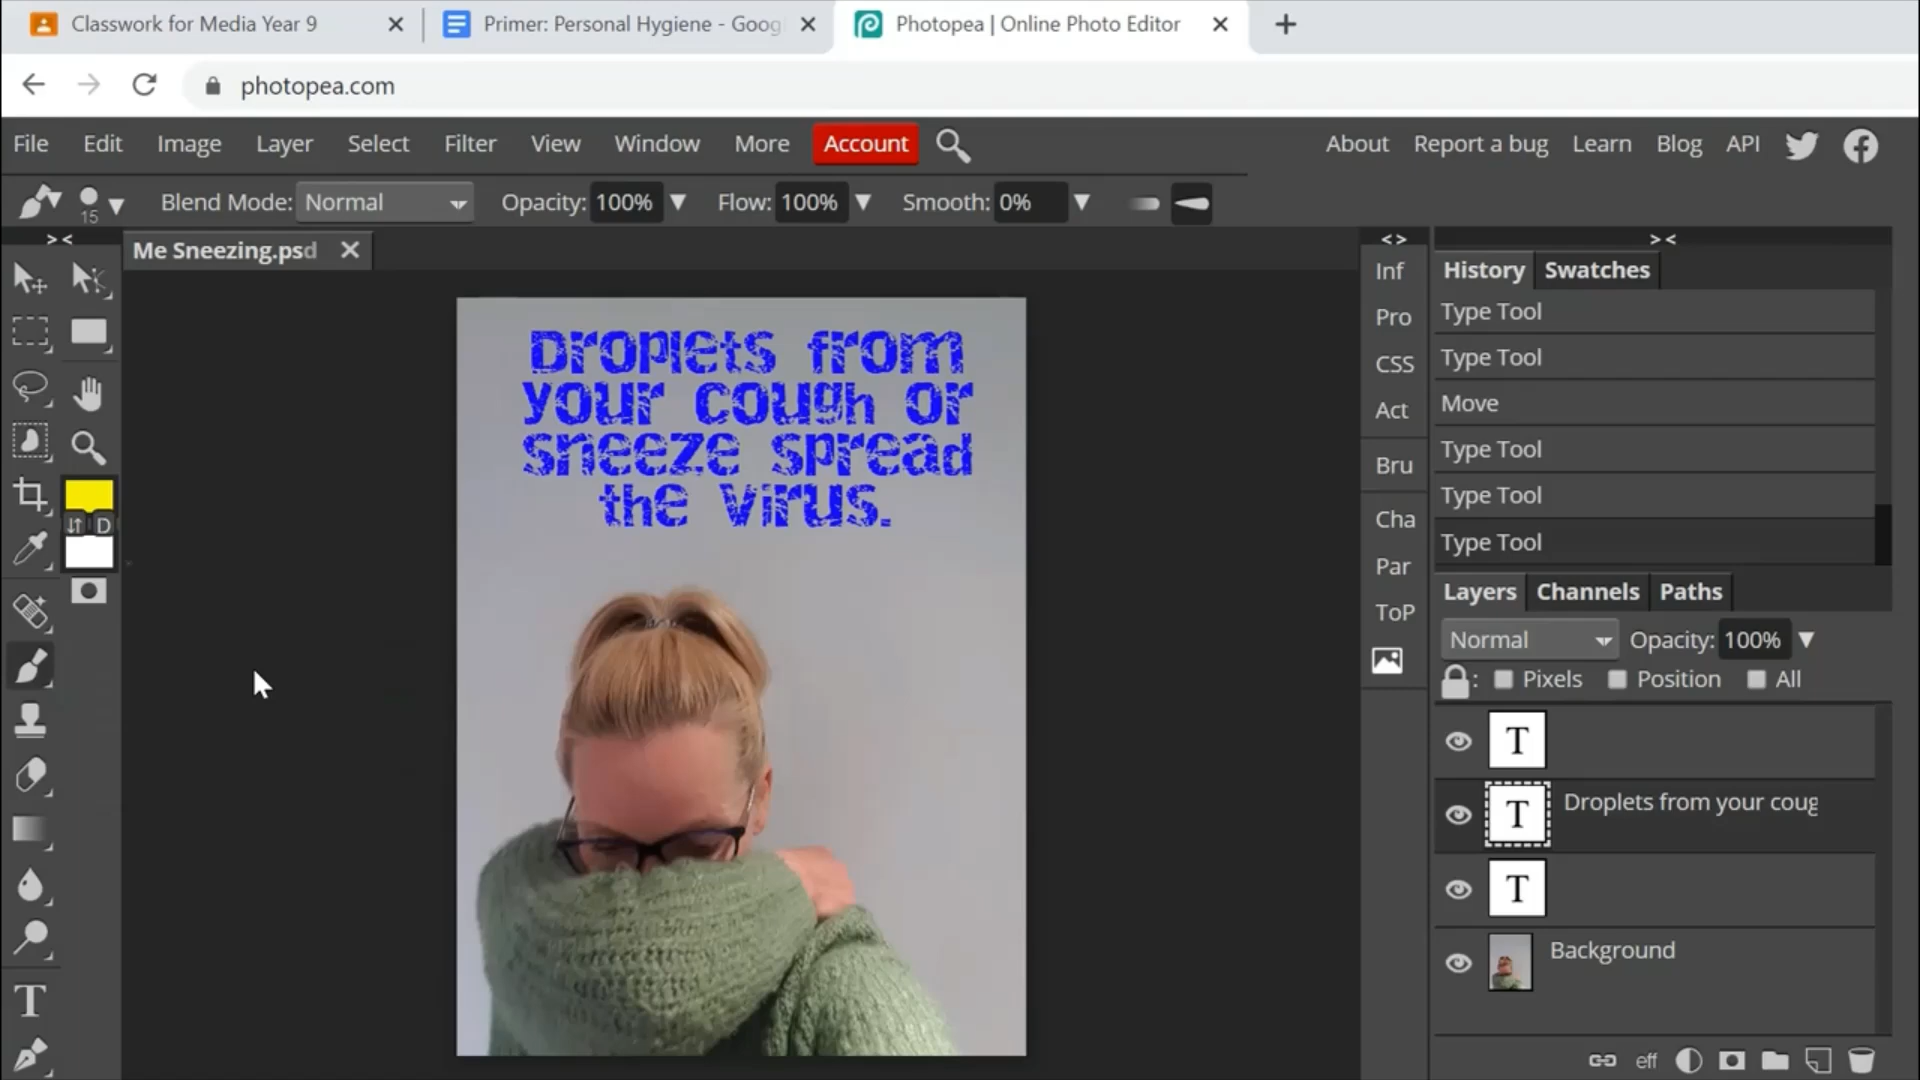 Classwork for Media Year 9
Primer: Personal Hygiene - Goog
Photopea | Online Photo Editor
photopea.com
File Edit Image Layer Select Filter View Window More Account About Report a bug Learn Blog API
15 Blend Mode: Normal Opacity: 100% Flow: 100% Smooth: 0%
Me Sneezing.psd
Droplets from
your cough or
sneeze spread
the virus.
D
Inf
Pro
CSS
Act
Bru
Cha
Par
ToP
History Swatches
Type Tool
Type Tool
Move
Type Tool
Type Tool
Type Tool
Layers Channels Paths
Normal Opacity: 100%
: Pixels Position All
T
T Droplets from your coug
T
Background
T
eff